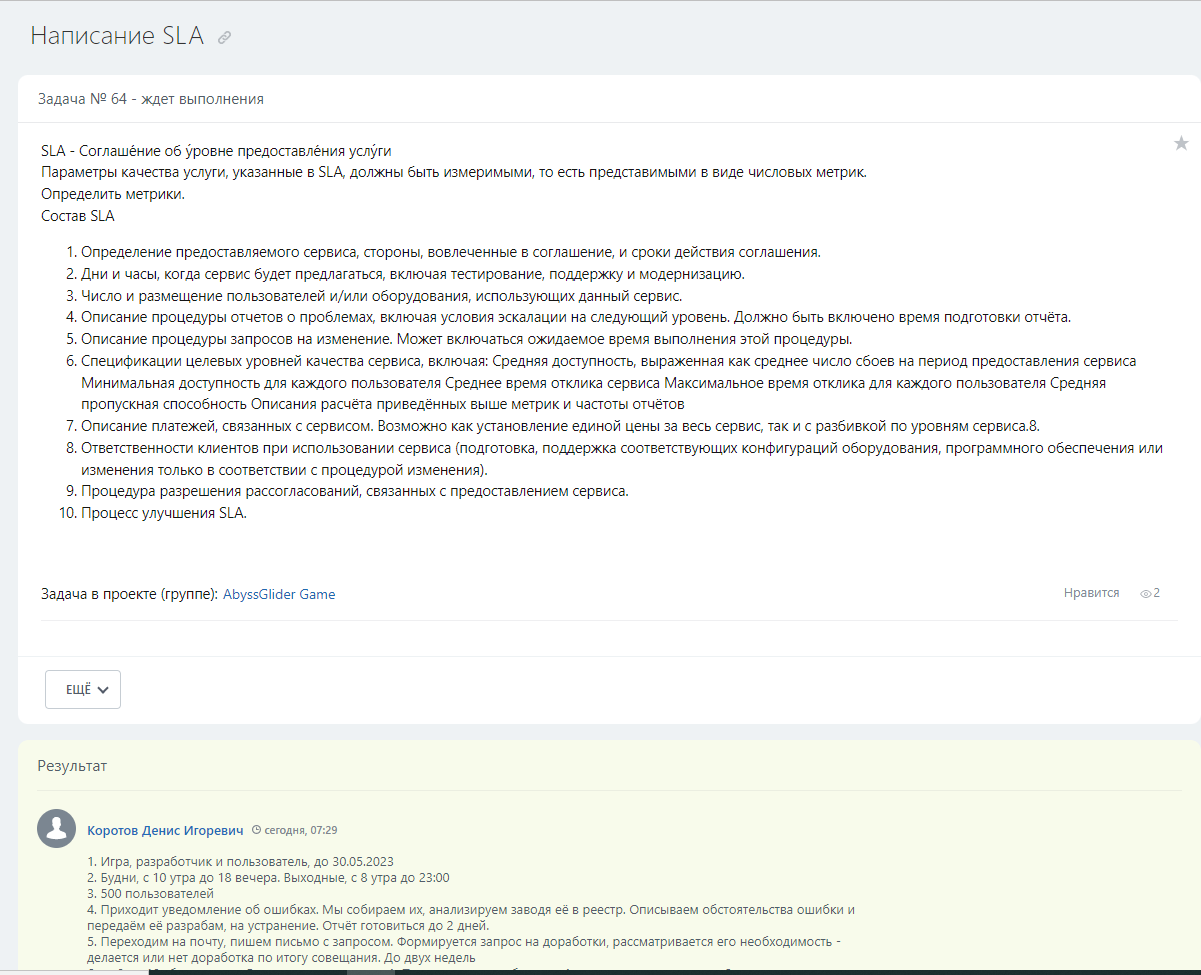 Написание SLA
Задача № 64 - ждет выполнения
SLA - Соглаше́ние об у́ровне предоставле́ния услу́ги
Параметры качества услуги, указанные в SLA, должны быть измеримыми, то есть представимыми в виде числовых метрик.
Определить метрики.
Состав SLA
1. Определение предоставляемого сервиса, стороны, вовлеченные в соглашение, и сроки действия соглашения.
2. Дни и часы, когда сервис будет предлагаться, включая тестирование, поддержку и модернизацию.
3. Число и размещение пользователей и/или оборудования, использующих данный сервис.
4. Описание процедуры отчетов о проблемах, включая условия эскалации на следующий уровень. Должно быть включено время подготовки отчёта.
5. Описание процедуры запросов на изменение. Может включаться ожидаемое время выполнения этой процедуры.
6. Спецификации целевых уровней качества сервиса, включая: Средняя доступность, выраженная как среднее число сбоев на период предоставления сервиса
Минимальная доступность для каждого пользователя Среднее время отклика сервиса Максимальное время отклика для каждого пользователя Средняя
пропускная способность Описания расчёта приведённых выше метрик и частоты отчётов
7. Описание платежей, связанных с сервисом. Возможно как установление единой цены за весь сервис, так и с разбивкой по уровням сервиса.8.
8. Ответственности клиентов при использовании сервиса (подготовка, поддержка соответствующих конфигураций оборудования, программного обеспечения или
изменения только в соответствии с процедурой изменения).
9. Процедура разрешения рассогласований, связанных с предоставлением сервиса.
10. Процесс улучшения SLA.
Задача в проекте (группе): AbyssGlider Game
Нравится 2
ЕЩЁ
Результат
Коротов Денис Игоревич сегодня, 07:29
1. Игра, разработчик и пользователь, до 30.05.2023
2. Будни, с 10 утра до 18 вечера. Выходные, с 8 утра до 23:00
3. 500 пользователей
4. Приходит уведомление об ошибках. Мы собираем их, анализируем заводя её в реестр. Описываем обстоятельства ошибки и
передаём её разрабам, на устранение. Отчёт готовиться до 2 дней.
5. Переходим на почту, пишем письмо с запросом. Формируется запрос на доработки, рассматривается его необходимость -
делается или нет доработка по итогу совещания. До двух недель